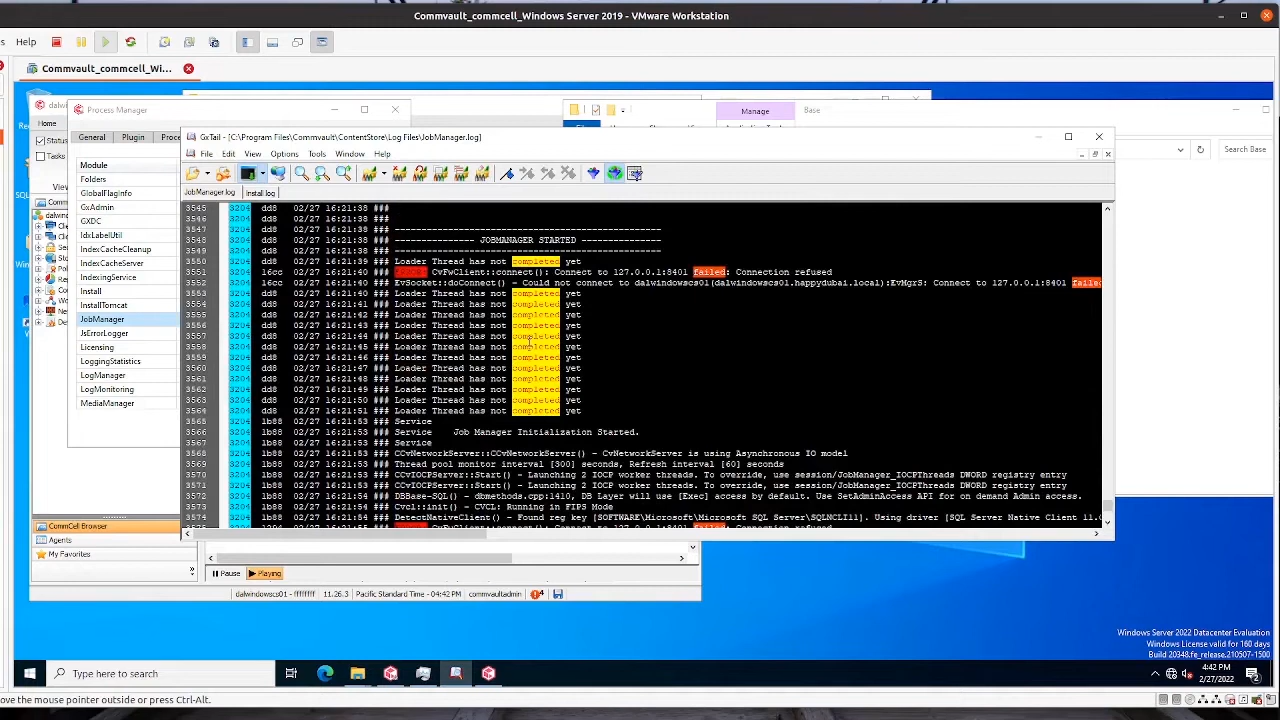 Commvault_commcell_Windows Server 2019 - VMware Workstation
s Help
Commvault_commcell_Wi...
dalw
Process Manager
Manage
Base
Home
General Plugin Proce
GxTail - [C:\Program Files\Commvault\ContentStore\Log Files\JobManager.log]
Status
Tasks
File Edit View Options Tools Window Help
Search Base
Module
Folders
GlobalFlagInfo
GxAdmin
GXDC
IdxLabelUtil
IndexCacheCleanup
IndexCacheServer
IndexingService
Install
InstallTomcat
JobManager
JsErrorLogger
Licensing
LoggingStatistics
LogManager
LogMonitoring
MediaManager
JobManager.log Install.log
3545 3204 dd8 02/27 16:21:38 ###
3546 3204 dd8 02/27 16:21:38 ###
3547 3204 dd8 02/27 16:21:38 ### -------------------------------------------------
3548 3204 dd8 02/27 16:21:38 ### --------------- JOBMANAGER STARTED ---------------
3549 3204 dd8 02/27 16:21:38 ### -------------------------------------------------
3550 3204 dd8 02/27 16:21:39 ### Loader Thread has not completed yet
3551 3204 16cc 02/27 16:21:40 ### CvFwClient::connect(): Connect to 127.0.0.1:8401 failed: Connection refused
3552 3204 16cc 02/27 16:21:40 ### EvSocket::doConnect() - Could not connect to dalwindowscs01(dalwindowscs01.happydubai.local):EvMgrS: Connect to 127.0.0.1:8401 failed
3553 3204 dd8 02/27 16:21:40 ### Loader Thread has not completed yet
3554 3204 dd8 02/27 16:21:41 ### Loader Thread has not completed yet
3555 3204 dd8 02/27 16:21:42 ### Loader Thread has not completed yet
3556 3204 dd8 02/27 16:21:43 ### Loader Thread has not completed yet
3557 3204 dd8 02/27 16:21:44 ### Loader Thread has not completed yet
3558 3204 dd8 02/27 16:21:45 ### Loader Thread has not completed yet
3559 3204 dd8 02/27 16:21:46 ### Loader Thread has not completed yet
3560 3204 dd8 02/27 16:21:47 ### Loader Thread has not completed yet
3561 3204 dd8 02/27 16:21:48 ### Loader Thread has not completed yet
3562 3204 dd8 02/27 16:21:49 ### Loader Thread has not completed yet
3563 3204 dd8 02/27 16:21:50 ### Loader Thread has not completed yet
3564 3204 dd8 02/27 16:21:51 ### Loader Thread has not completed yet
3565 3204 1b88 02/27 16:21:53 ### Service
3566 3204 1b88 02/27 16:21:53 ### Service Job Manager Initialization Started.
3567 3204 1b88 02/27 16:21:53 ### Service
3568 3204 1b88 02/27 16:21:53 ### CCvNetworkServer::CCvNetworkServer() - CvNetworkServer is using Asynchronous IO model
3569 3204 1b88 02/27 16:21:53 ### Thread pool monitor interval [300] seconds, Refresh interval [60] seconds
3570 3204 1b88 02/27 16:21:53 ### CCvIOCPServer::Start() - Launching 2 IOCP worker threads. To override, use session/JobManager_IOCPThreads DWORD registry entry
3571 3204 1b88 02/27 16:21:53 ### CCvIOCPServer::Start() - Launching 2 IOCP worker threads. To override, use session/JobManager_IOCPThreads DWORD registry entry
3572 3204 1b88 02/27 16:21:54 ### DBBase-SQL() - dbmethods.cpp:1410, DB Layer will use [Exec] access by default. Use SetAdminAccess API for on demand Admin access.
3573 3204 1b88 02/27 16:21:54 ### Cvcl::init() - CVCL: Running in FIPS Mode
3574 3204 1b88 02/27 16:21:54 ### DetectNativeClient() - Found reg key [SOFTWARE\Microsoft\Microsoft SQL Server\SQLNCLI11]. Using driver [SQL Server Native Client 11.0
CommCell Browser
Agents
My Favorites
Pause Playing
dalwindowscs01 - ffffffff 11.26.3 Pacific Standard Time - 04:42 PM commvaultadmin 4
Windows Server 2022 Datacenter Evaluation
Windows License valid for 160 days
Build 20348.fe_release.210507-1500
Type here to search
4:42 PM
2/27/2022
2
ove the mouse pointer outside or press Ctrl-Alt.